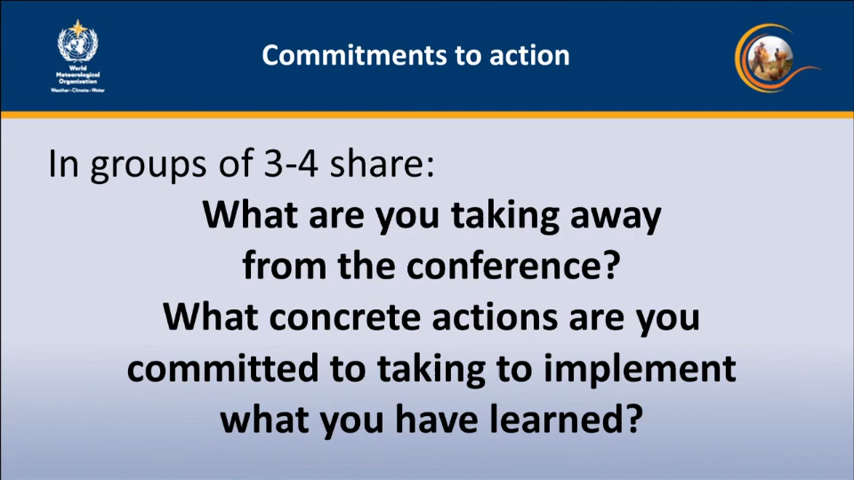 Commitments to action
World
Meteorological
Organization
Weather • Climate • Water
In groups of 3-4 share:
What are you taking away
from the conference?
What concrete actions are you
committed to taking to implement
what you have learned?